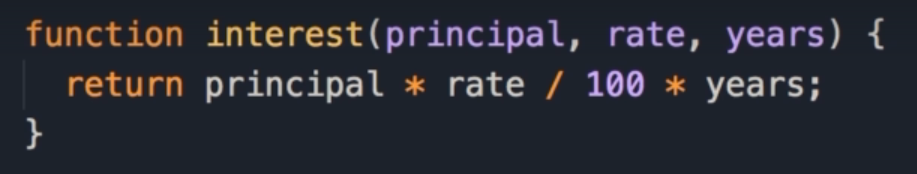 function interest(principal, rate, years) {
  return principal * rate / 100 * years;
}